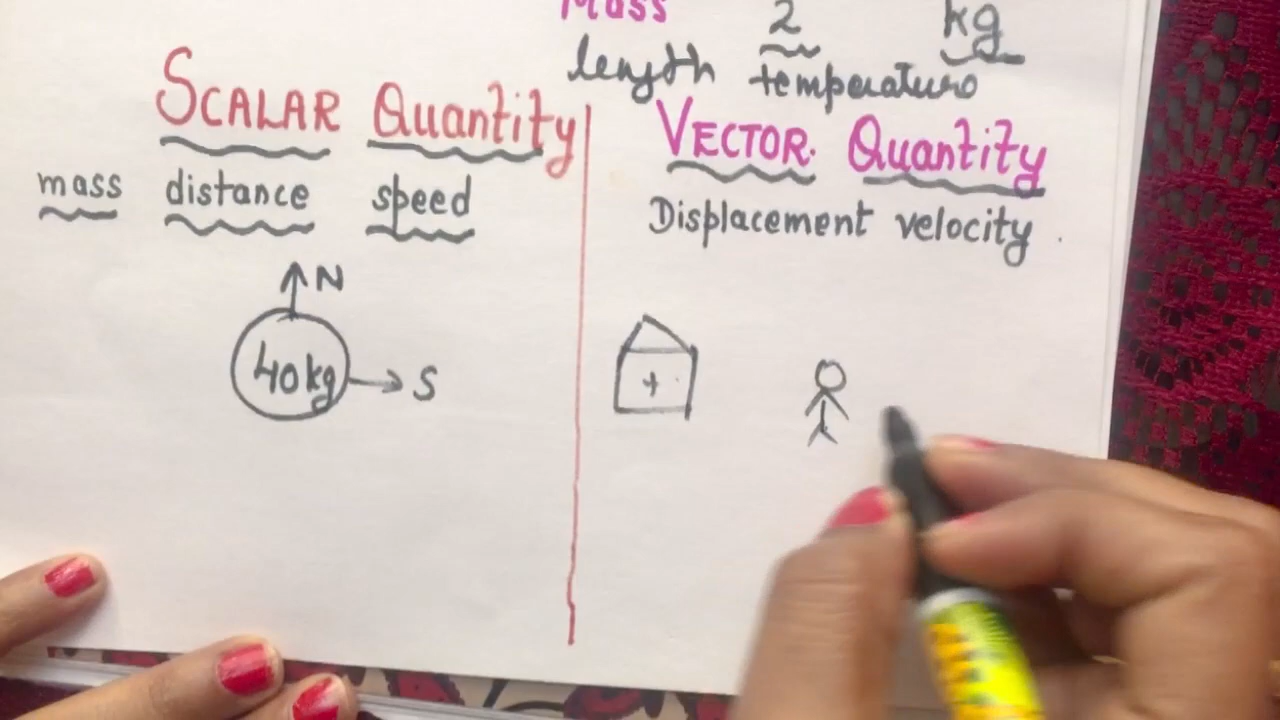 Mass 2 kg
length temperature
SCALAR Quantity
mass distance speed
N
40kg
S
VECTOR. Quantity
Displacement velocity .
+